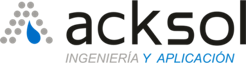 acksol
INGENIERÍA Y APLICACIÓN